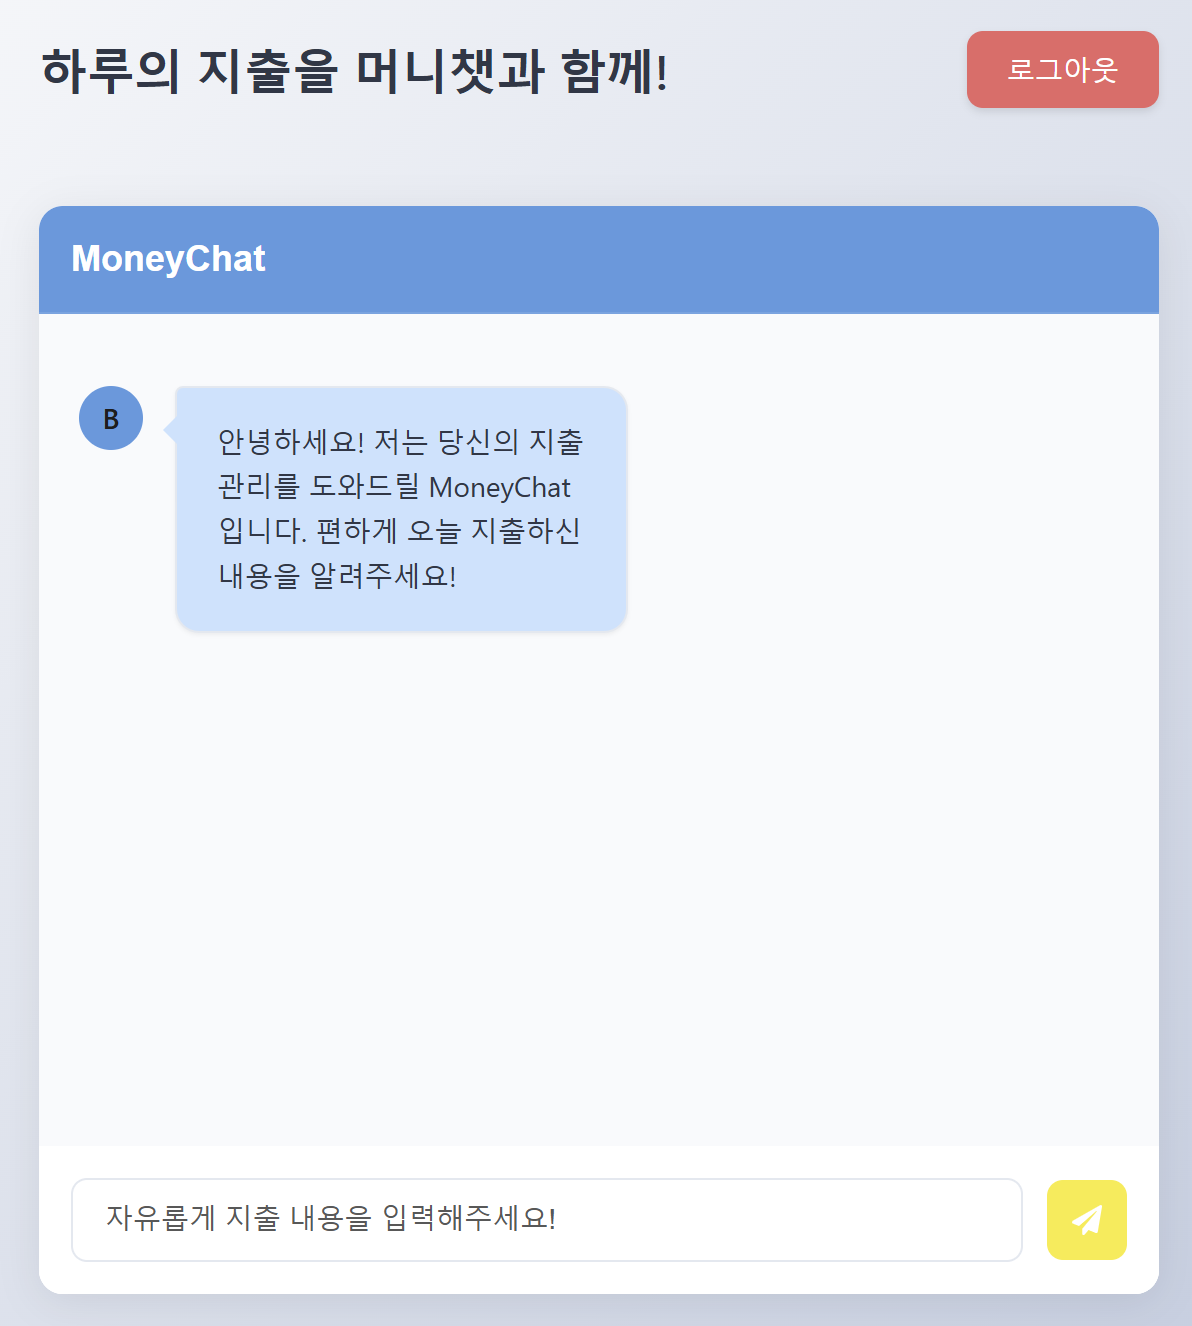 하루의 지출을 머니챗과 함께!
로그아웃
MoneyChat
B
안녕하세요! 저는 당신의 지출
관리를 도와드릴 MoneyChat
입니다. 편하게 오늘 지출하신
내용을 알려주세요!
자유롭게 지출 내용을 입력해주세요!